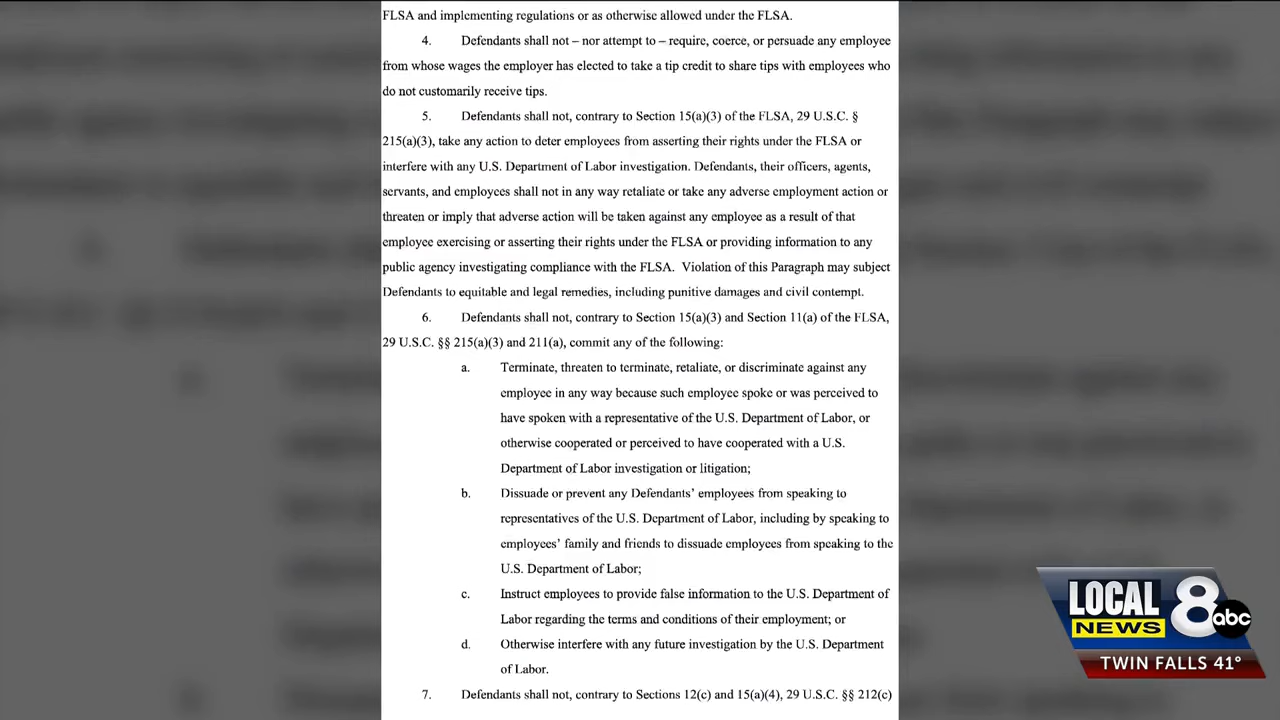 FLSA and implementing regulations or as otherwise allowed under the FLSA.
4. Defendants shall not – nor attempt to – require, coerce, or persuade any employee
from whose wages the employer has elected to take a tip credit to share tips with employees who
do not customarily receive tips.
5. Defendants shall not, contrary to Section 15(a)(3) of the FLSA, 29 U.S.C. §
215(a)(3), take any action to deter employees from asserting their rights under the FLSA or
interfere with any U.S. Department of Labor investigation. Defendants, their officers, agents,
servants, and employees shall not in any way retaliate or take any adverse employment action or
threaten or imply that adverse action will be taken against any employee as a result of that
employee exercising or asserting their rights under the FLSA or providing information to any
public agency investigating compliance with the FLSA. Violation of this Paragraph may subject
Defendants to equitable and legal remedies, including punitive damages and civil contempt.
6. Defendants shall not, contrary to Section 15(a)(3) and Section 11(a) of the FLSA,
29 U.S.C. §§ 215(a)(3) and 211(a), commit any of the following:
a. Terminate, threaten to terminate, retaliate, or discriminate against any
employee in any way because such employee spoke or was perceived to
have spoken with a representative of the U.S. Department of Labor, or
otherwise cooperated or perceived to have cooperated with a U.S.
Department of Labor investigation or litigation;
b. Dissuade or prevent any Defendants’ employees from speaking to
representatives of the U.S. Department of Labor, including by speaking to
employees’ family and friends to dissuade employees from speaking to the
U.S. Department of Labor;
c. Instruct employees to provide false information to the U.S. Department of
Labor regarding the terms and conditions of their employment; or
d. Otherwise interfere with any future investigation by the U.S. Department
of Labor.
7. Defendants shall not, contrary to Sections 12(c) and 15(a)(4), 29 U.S.C. §§ 212(c)
LOCAL
NEWS
8
abc
TWIN FALLS 41°